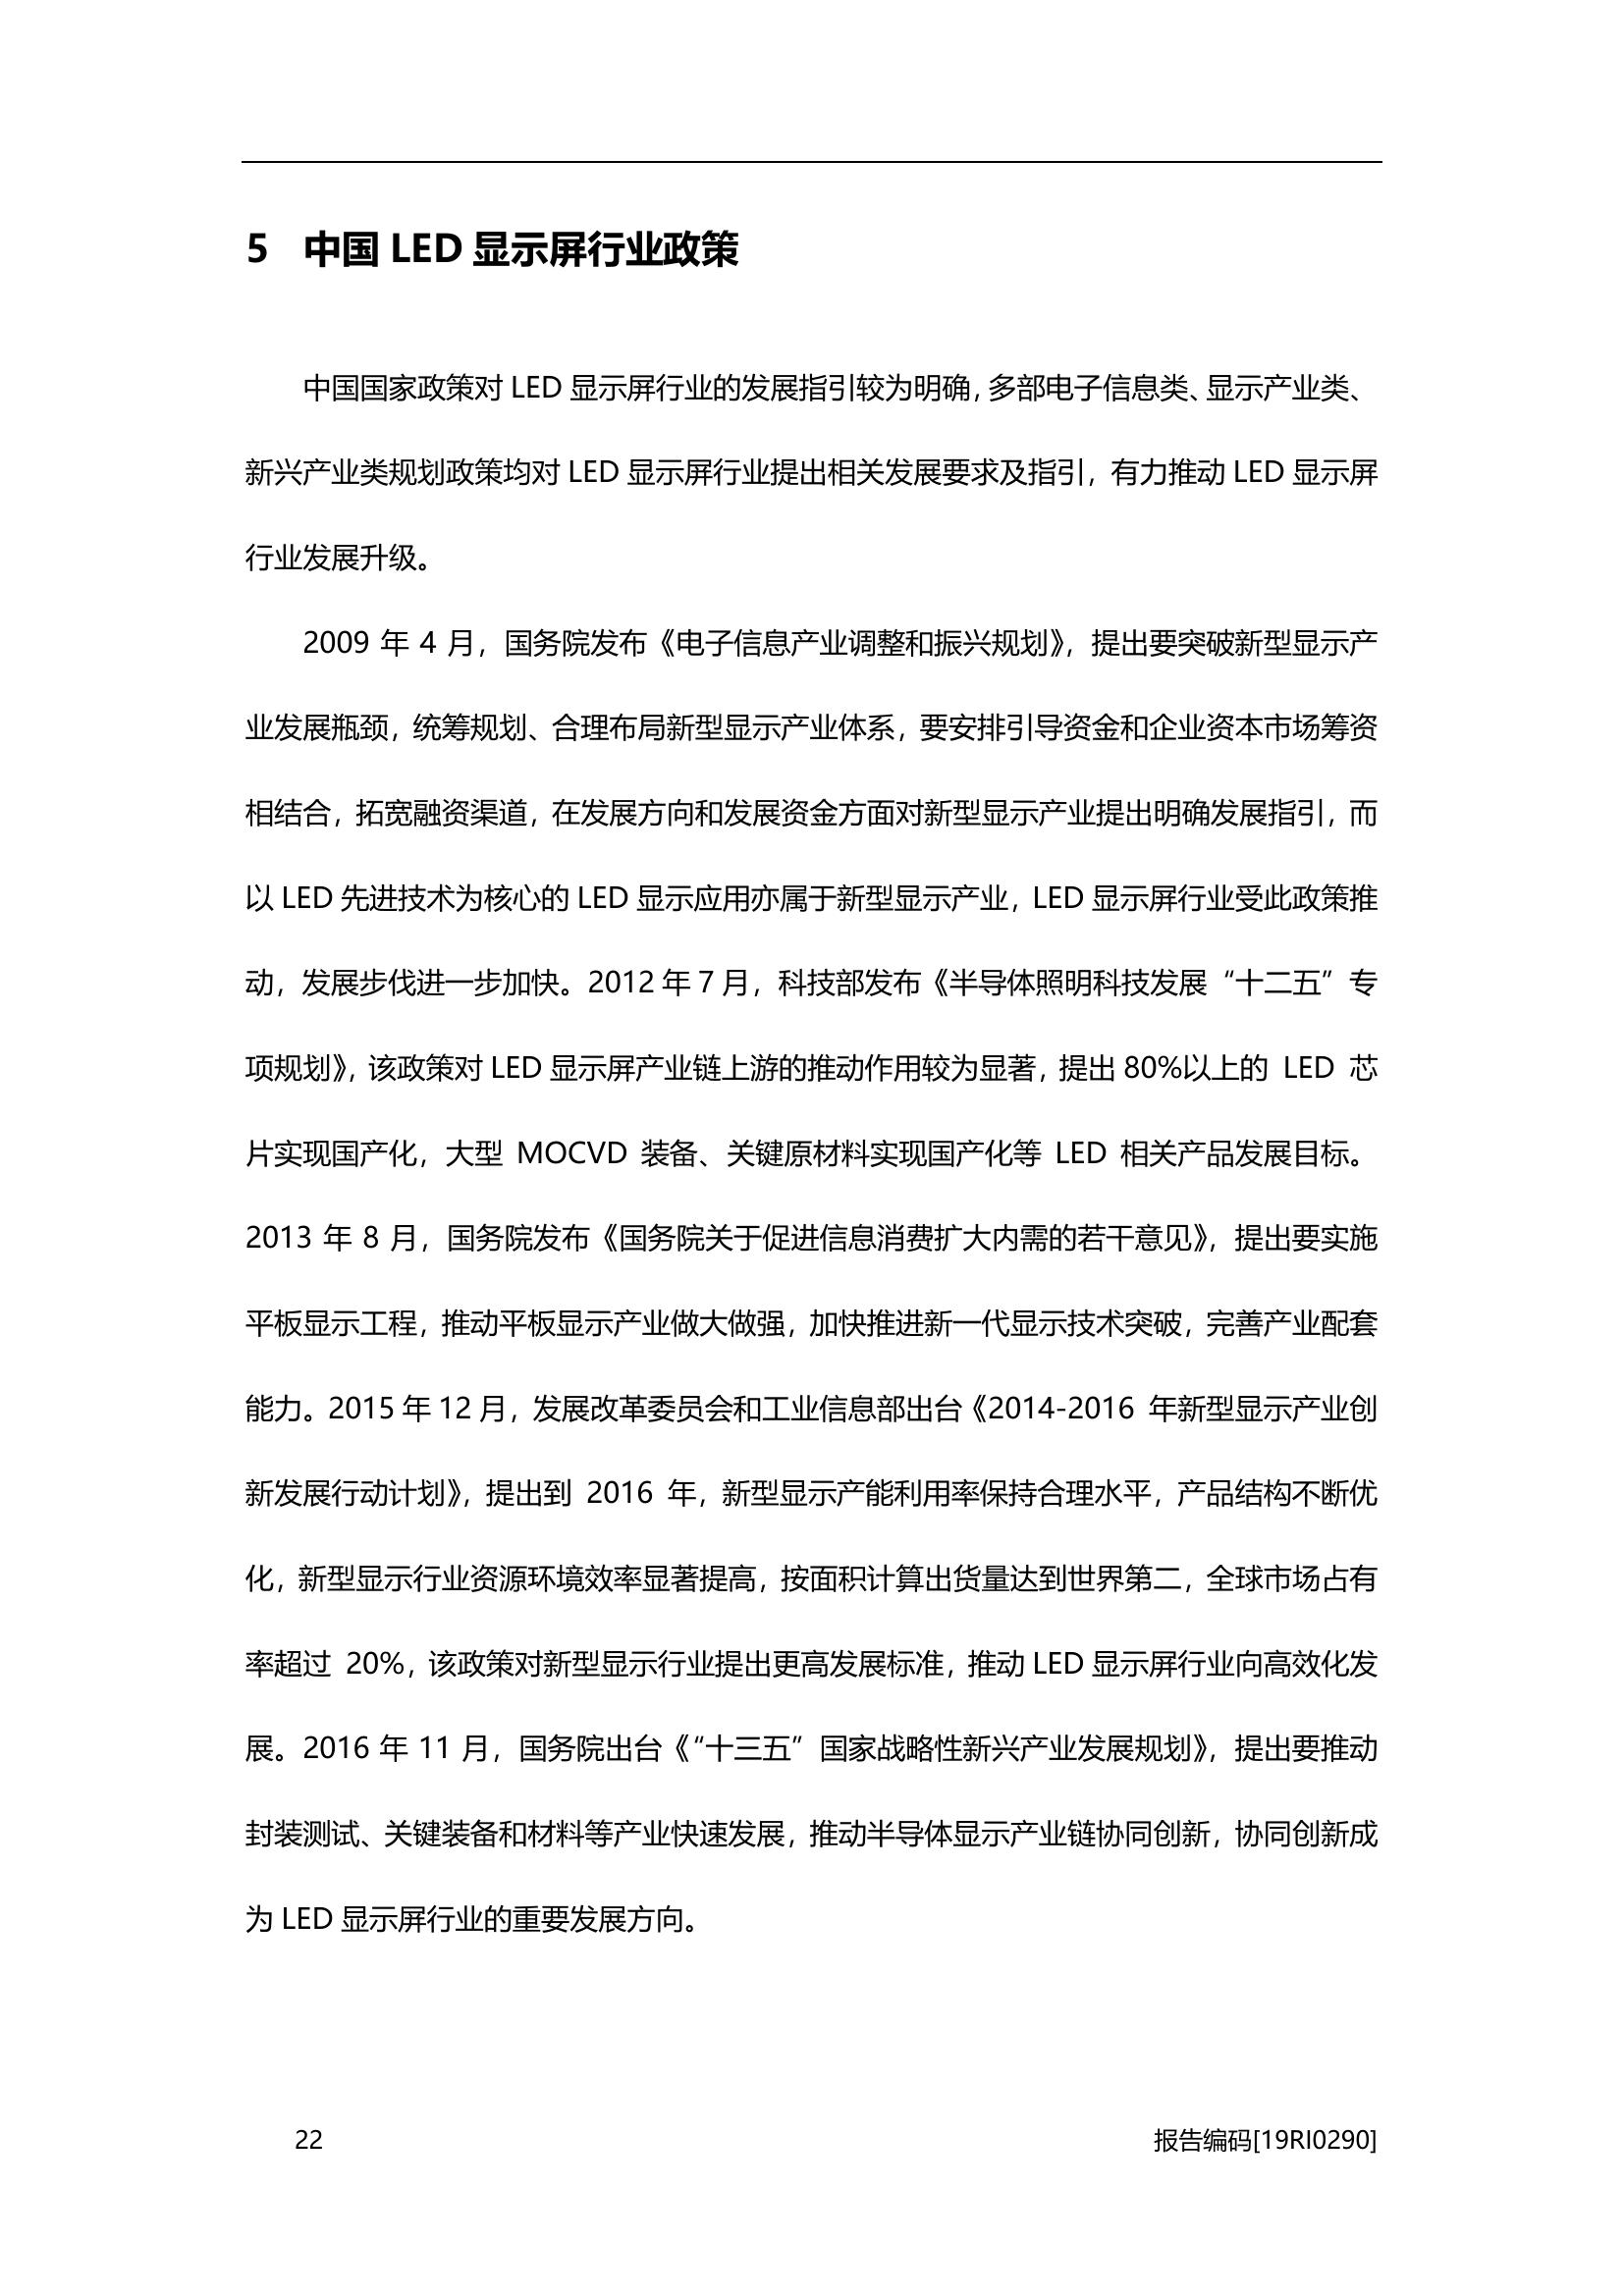 5 中国 LED 显示屏行业政策
中国国家政策对 LED 显示屏行业的发展指引较为明确，多部电子信息类、显示产业类、
新兴产业类规划政策均对 LED 显示屏行业提出相关发展要求及指引，有力推动 LED 显示屏
行业发展升级。
2009 年 4 月，国务院发布《电子信息产业调整和振兴规划》，提出要突破新型显示产
业发展瓶颈，统筹规划、合理布局新型显示产业体系，要安排引导资金和企业资本市场筹资
相结合，拓宽融资渠道，在发展方向和发展资金方面对新型显示产业提出明确发展指引，而
以 LED 先进技术为核心的 LED 显示应用亦属于新型显示产业，LED 显示屏行业受此政策推
动，发展步伐进一步加快。2012 年 7 月，科技部发布《半导体照明科技发展“十二五”专
项规划》，该政策对 LED 显示屏产业链上游的推动作用较为显著，提出 80%以上的 LED 芯
片实现国产化，大型 MOCVD 装备、关键原材料实现国产化等 LED 相关产品发展目标。
2013 年 8 月，国务院发布《国务院关于促进信息消费扩大内需的若干意见》，提出要实施
平板显示工程，推动平板显示产业做大做强，加快推进新一代显示技术突破，完善产业配套
能力。2015 年 12 月，发展改革委员会和工业信息部出台《2014-2016 年新型显示产业创
新发展行动计划》，提出到 2016 年，新型显示产能利用率保持合理水平，产品结构不断优
化，新型显示行业资源环境效率显著提高，按面积计算出货量达到世界第二，全球市场占有
率超过 20%，该政策对新型显示行业提出更高发展标准，推动 LED 显示屏行业向高效化发
展。2016 年 11 月，国务院出台《“十三五”国家战略性新兴产业发展规划》，提出要推动
封装测试、关键装备和材料等产业快速发展，推动半导体显示产业链协同创新，协同创新成
为 LED 显示屏行业的重要发展方向。
22 报告编码[19RI0290]